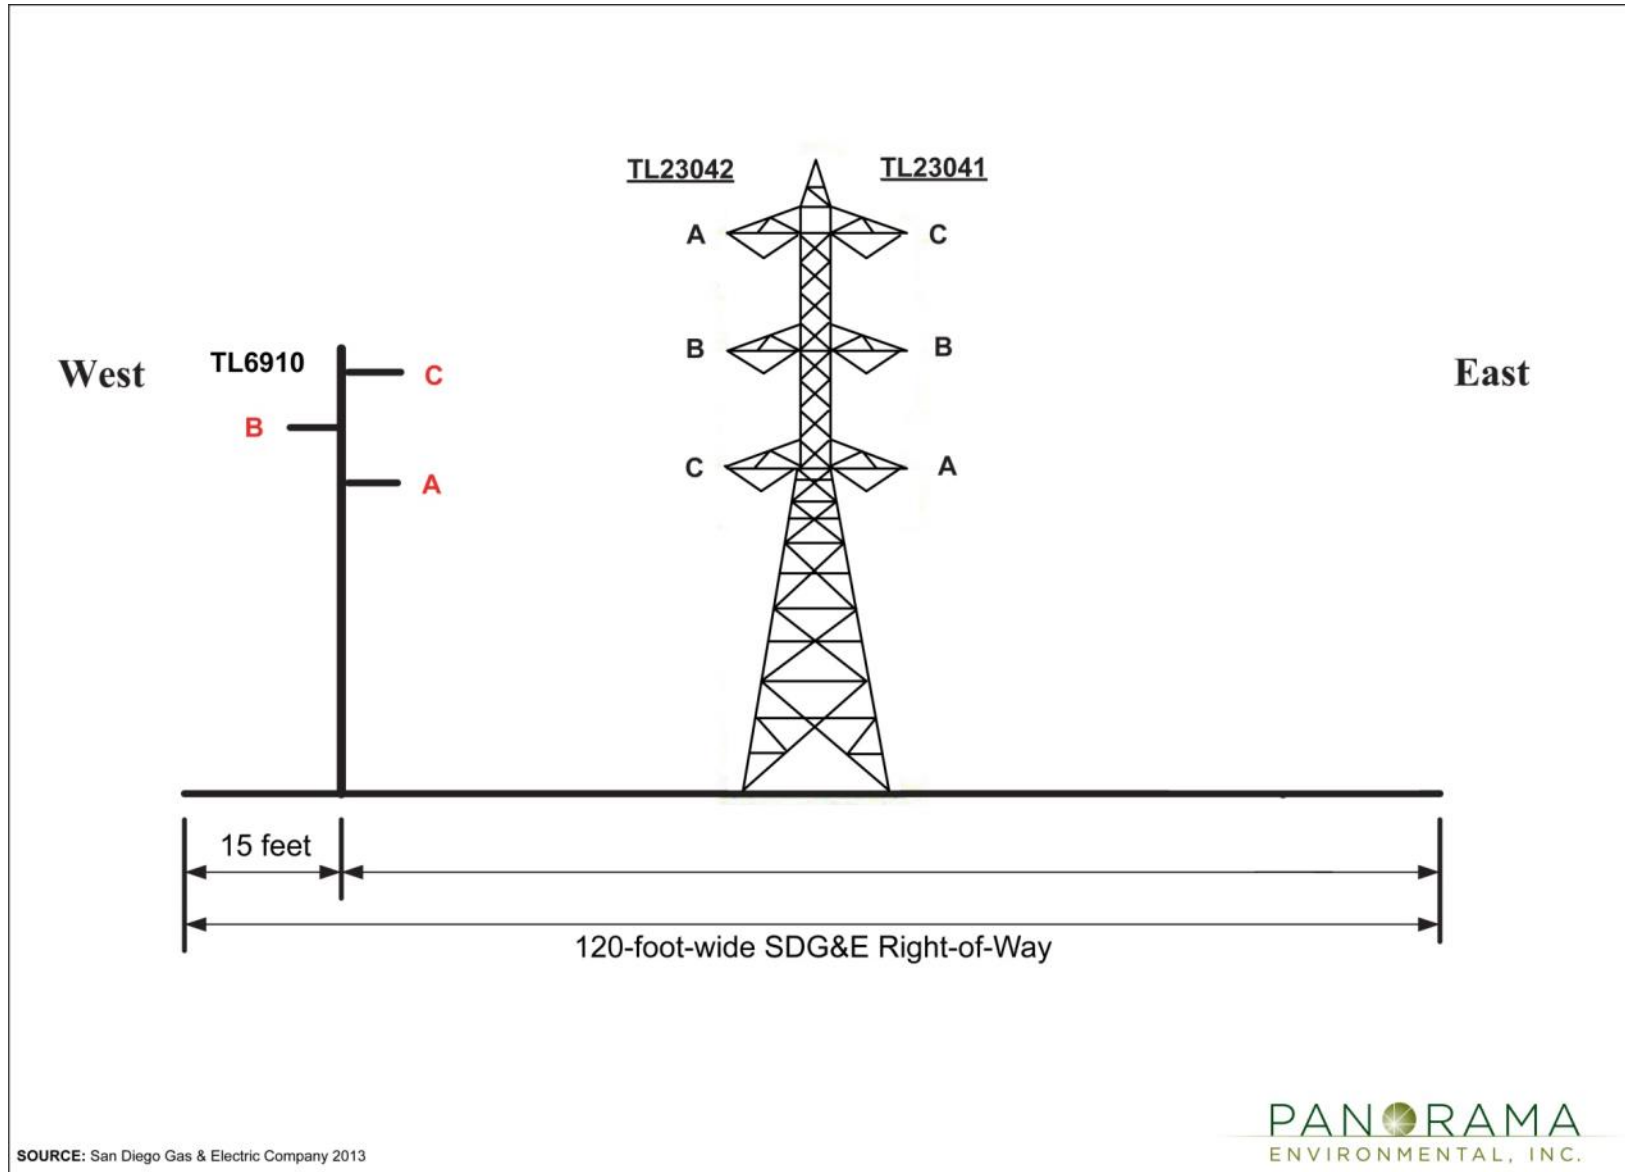 TL23042
TL23041
A
C
B
B
West
TL6910
C
East
B
C
A
A
15 feet
120-foot-wide SDG&E Right-of-Way
PANORAMA
ENVIRONMENTAL, INC.
SOURCE: San Diego Gas & Electric Company 2013